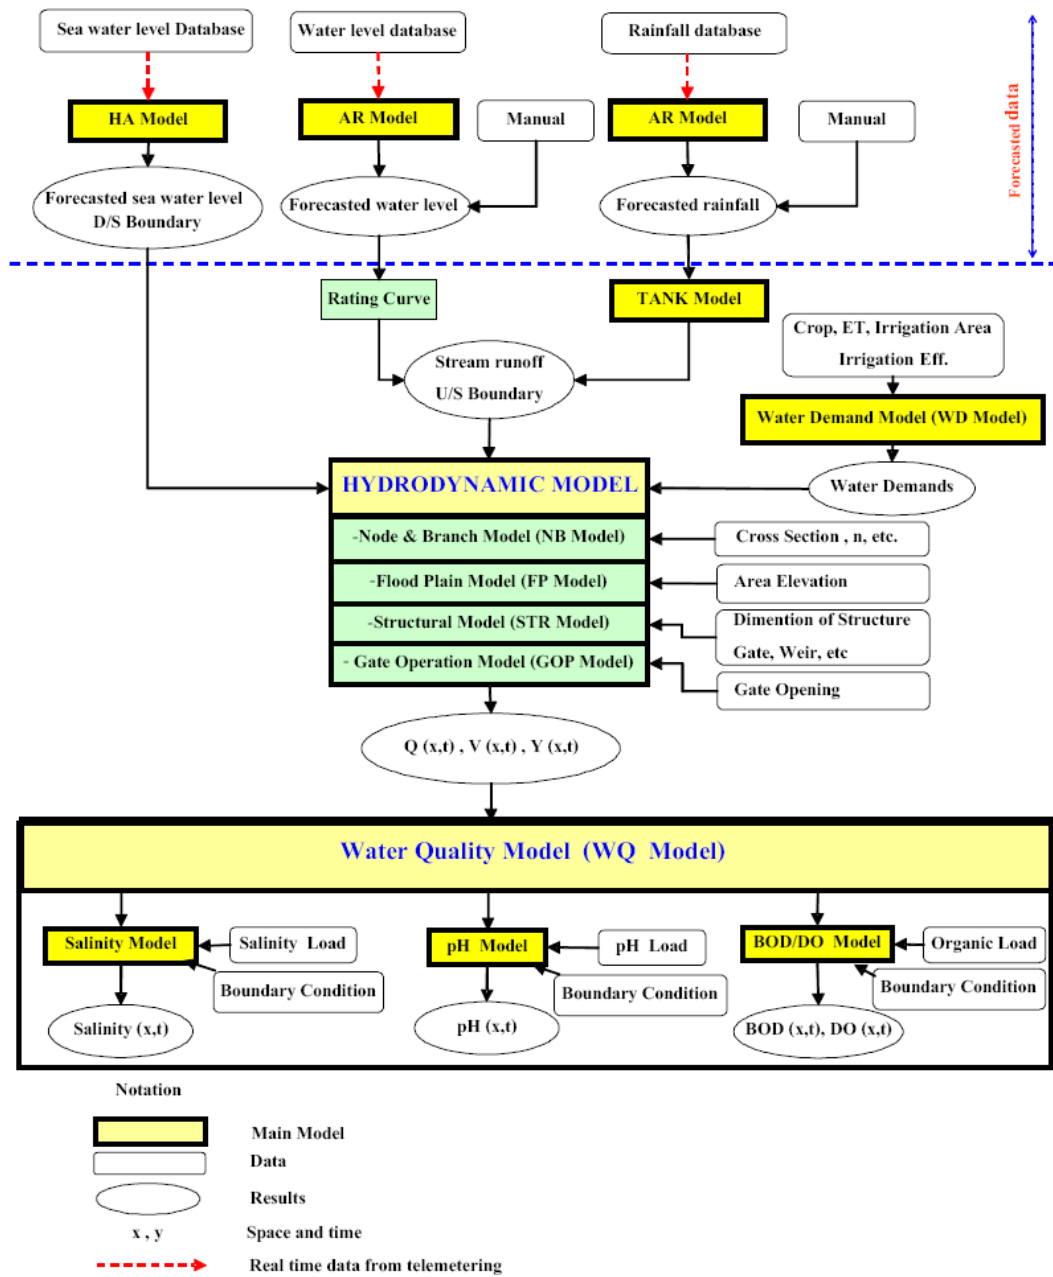 Sea water level Database
Water level database
Rainfall database
HA Model
AR Model
Manual
AR Model
Manual
Forecasted data
Forecasted sea water level
D/S Boundary
Forecasted water level
Forecasted rainfall
Rating Curve
TANK Model
Crop, ET, Irrigation Area
Irrigation Eff.
Stream runoff
U/S Boundary
Water Demand Model (WD Model)
HYDRODYNAMIC MODEL
Water Demands
-Node & Branch Model (NB Model)
Cross Section , n, etc.
-Flood Plain Model (FP Model)
Area Elevation
-Structural Model (STR Model)
Dimention of Structure
Gate, Weir, etc
- Gate Operation Model (GOP Model)
Gate Opening
Q (x,t) , V (x,t) , Y (x,t)
Water Quality Model (WQ Model)
Salinity Model
Salinity Load
Boundary Condition
Salinity (x,t)
pH Model
pH Load
Boundary Condition
pH (x,t)
BOD/DO Model
Organic Load
Boundary Condition
BOD (x,t), DO (x,t)
Notation
Main Model
Data
Results
x , y Space and time
Real time data from telemetering